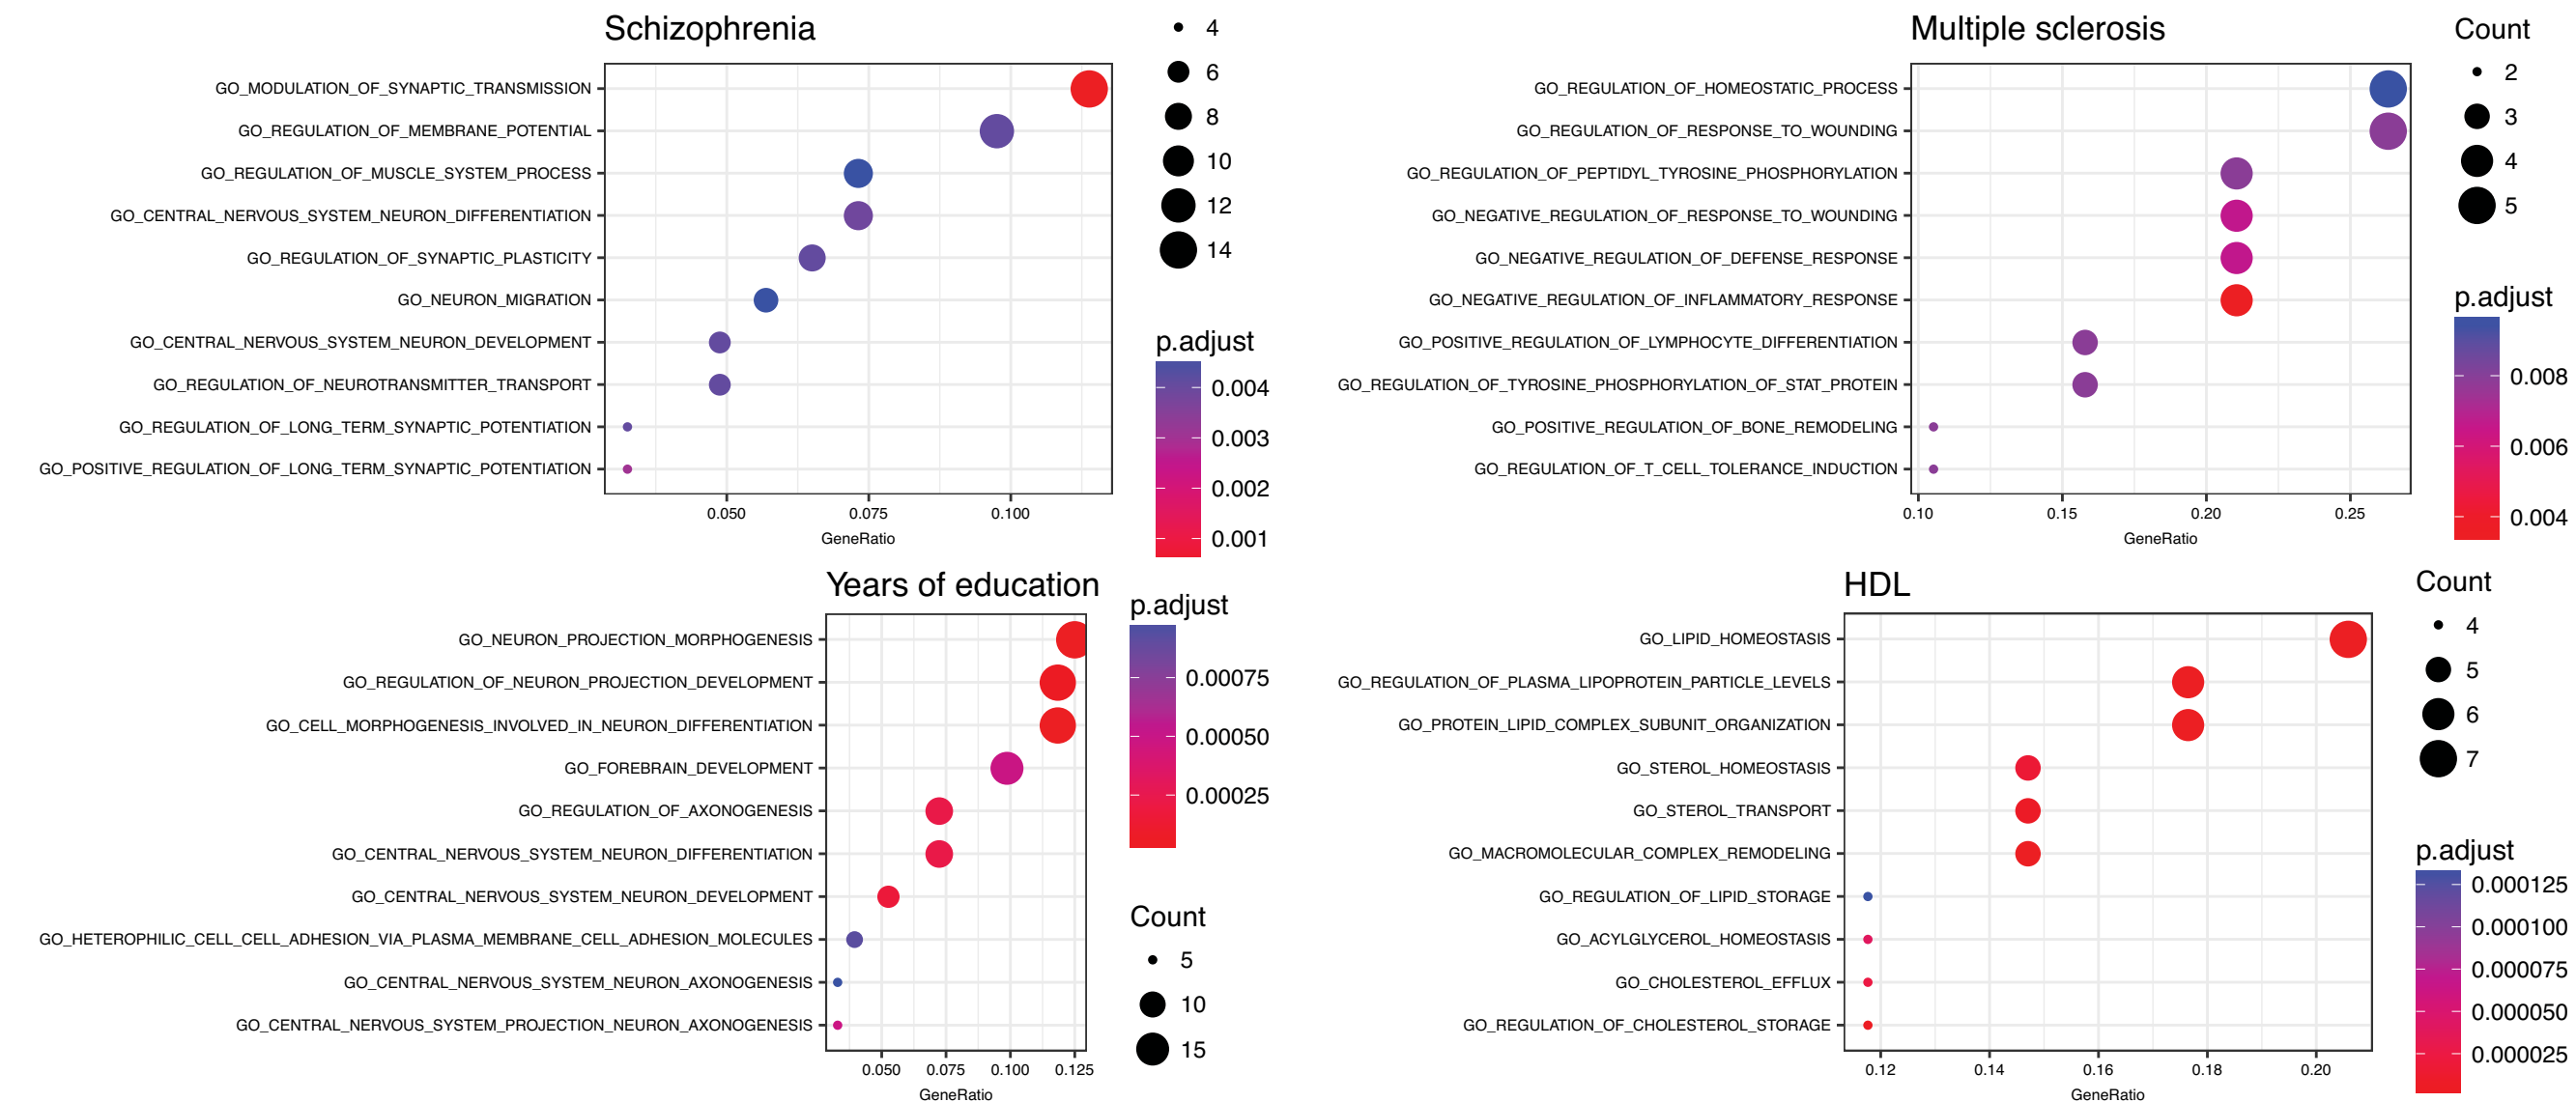 Schizophrenia
GO_MODULATION_OF_SYNAPTIC_TRANSMISSION
GO_REGULATION_OF_MEMBRANE_POTENTIAL
GO_REGULATION_OF_MUSCLE_SYSTEM_PROCESS
GO_CENTRAL_NERVOUS_SYSTEM_NEURON_DIFFERENTIATION
GO_REGULATION_OF_SYNAPTIC_PLASTICITY
GO_NEURON_MIGRATION
GO_CENTRAL_NERVOUS_SYSTEM_NEURON_DEVELOPMENT
GO_REGULATION_OF_NEUROTRANSMITTER_TRANSPORT
GO_REGULATION_OF_LONG_TERM_SYNAPTIC_POTENTIATION
GO_POSITIVE_REGULATION_OF_LONG_TERM_SYNAPTIC_POTENTIATION
0.050 0.075 0.100
GeneRatio
4
6
8
10
12
14
p.adjust
0.004
0.003
0.002
0.001
Multiple sclerosis
GO_REGULATION_OF_HOMEOSTATIC_PROCESS
GO_REGULATION_OF_RESPONSE_TO_WOUNDING
GO_REGULATION_OF_PEPTIDYL_TYROSINE_PHOSPHORYLATION
GO_NEGATIVE_REGULATION_OF_RESPONSE_TO_WOUNDING
GO_NEGATIVE_REGULATION_OF_DEFENSE_RESPONSE
GO_NEGATIVE_REGULATION_OF_INFLAMMATORY_RESPONSE
GO_POSITIVE_REGULATION_OF_LYMPHOCYTE_DIFFERENTIATION
GO_REGULATION_OF_TYROSINE_PHOSPHORYLATION_OF_STAT_PROTEIN
GO_POSITIVE_REGULATION_OF_BONE_REMODELING
GO_REGULATION_OF_T_CELL_TOLERANCE_INDUCTION
0.10 0.15 0.20 0.25
GeneRatio
Count
2
3
4
5
p.adjust
0.008
0.006
0.004
Years of education
GO_NEURON_PROJECTION_MORPHOGENESIS
GO_REGULATION_OF_NEURON_PROJECTION_DEVELOPMENT
GO_CELL_MORPHOGENESIS_INVOLVED_IN_NEURON_DIFFERENTIATION
GO_FOREBRAIN_DEVELOPMENT
GO_REGULATION_OF_AXONOGENESIS
GO_CENTRAL_NERVOUS_SYSTEM_NEURON_DIFFERENTIATION
GO_CENTRAL_NERVOUS_SYSTEM_NEURON_DEVELOPMENT
GO_HETEROPHILIC_CELL_CELL_ADHESION_VIA_PLASMA_MEMBRANE_CELL_ADHESION_MOLECULES
GO_CENTRAL_NERVOUS_SYSTEM_NEURON_AXONOGENESIS
GO_CENTRAL_NERVOUS_SYSTEM_PROJECTION_NEURON_AXONOGENESIS
0.050 0.075 0.100 0.125
GeneRatio
p.adjust
0.00075
0.00050
0.00025
Count
5
10
15
HDL
GO_LIPID_HOMEOSTASIS
GO_REGULATION_OF_PLASMA_LIPOPROTEIN_PARTICLE_LEVELS
GO_PROTEIN_LIPID_COMPLEX_SUBUNIT_ORGANIZATION
GO_STEROL_HOMEOSTASIS
GO_STEROL_TRANSPORT
GO_MACROMOLECULAR_COMPLEX_REMODELING
GO_REGULATION_OF_LIPID_STORAGE
GO_ACYLGLYCEROL_HOMEOSTASIS
GO_CHOLESTEROL_EFFLUX
GO_REGULATION_OF_CHOLESTEROL_STORAGE
0.12 0.14 0.16 0.18 0.20
GeneRatio
Count
4
5
6
7
p.adjust
0.000125
0.000100
0.000075
0.000050
0.000025